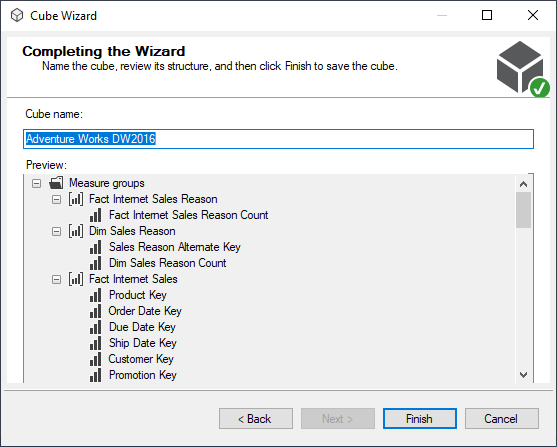 Cube Wizard
Completing the Wizard
Name the cube, review its structure, and then click Finish to save the cube.
Cube name:
Adventure Works DW2016
Preview:
Measure groups
Fact Internet Sales Reason
Fact Internet Sales Reason Count
Dim Sales Reason
Sales Reason Alternate Key
Dim Sales Reason Count
Fact Internet Sales
Product Key
Order Date Key
Due Date Key
Ship Date Key
Customer Key
Promotion Key
< Back
Next >
Finish
Cancel